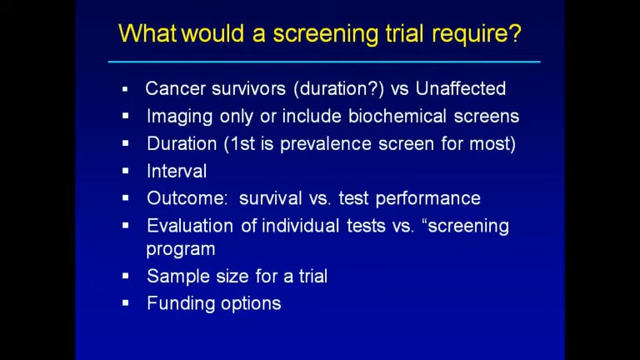 What would a screening trial require?
▪ Cancer survivors (duration?) vs Unaffected
▪ Imaging only or include biochemical screens
▪ Duration (1st is prevalence screen for most)
▪ Interval
▪ Outcome: survival vs. test performance
▪ Evaluation of individual tests vs. “screening
program
▪ Sample size for a trial
▪ Funding options